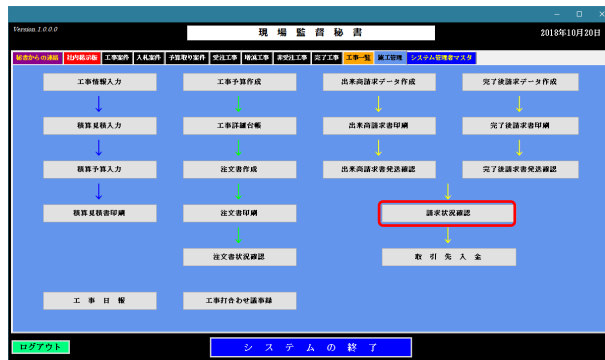 Version 1.0.0.0
現場監督秘書
2018年10月20日
秘書からの連絡 社内掲示板 工事案件 入札案件 予算取り案件 受注工事 増減工事 非受注工事 完了工事 工事一覧 施工管理 システム管理者マスタ
工事情報入力 工事予算作成 出来高請求データ作成 完了後請求データ作成
積算見積入力 工事詳細台帳 出来高請求書印刷 完了後請求書印刷
積算予算入力 注文書作成 出来高請求書発送確認 完了後請求書発送確認
積算見積書印刷 注文書印刷 請求状況確認
注文書状況確認 取引先入金
工事日報 工事打合わせ議事録
ログアウト システムの終了